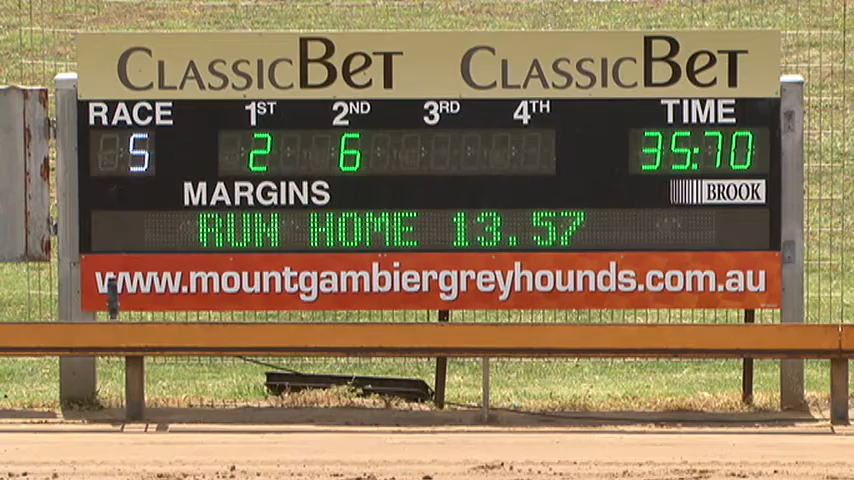 CLASSICBET CLASSICBET
RACE 1ST 2ND 3RD 4TH TIME
5 2 6 35:70
MARGINS BROOK
RUN HOME 13.57
www.mountgambiergreyhounds.com.au